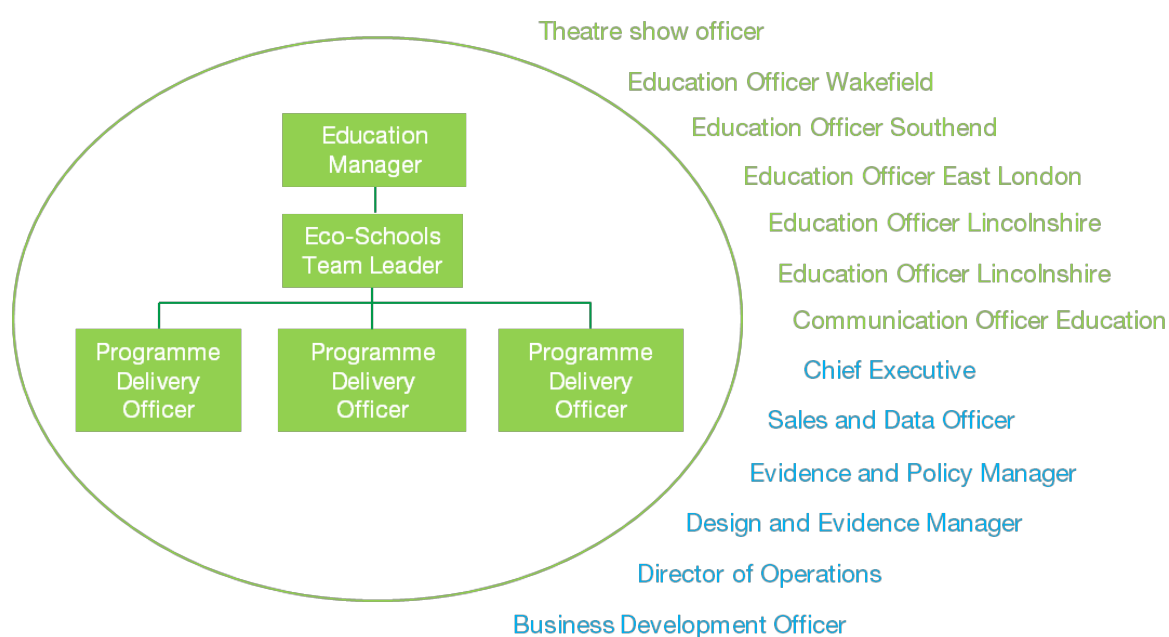 Theatre show officer
Education Officer Wakefield
Education Officer Southend
Education Officer East London
Education Officer Lincolnshire
Education Officer Lincolnshire
Communication Officer Education
Chief Executive
Sales and Data Officer
Evidence and Policy Manager
Design and Evidence Manager
Director of Operations
Business Development Officer
Education
Manager
Eco-Schools
Team Leader
Programme
Delivery
Officer
Programme
Delivery
Officer
Programme
Delivery
Officer